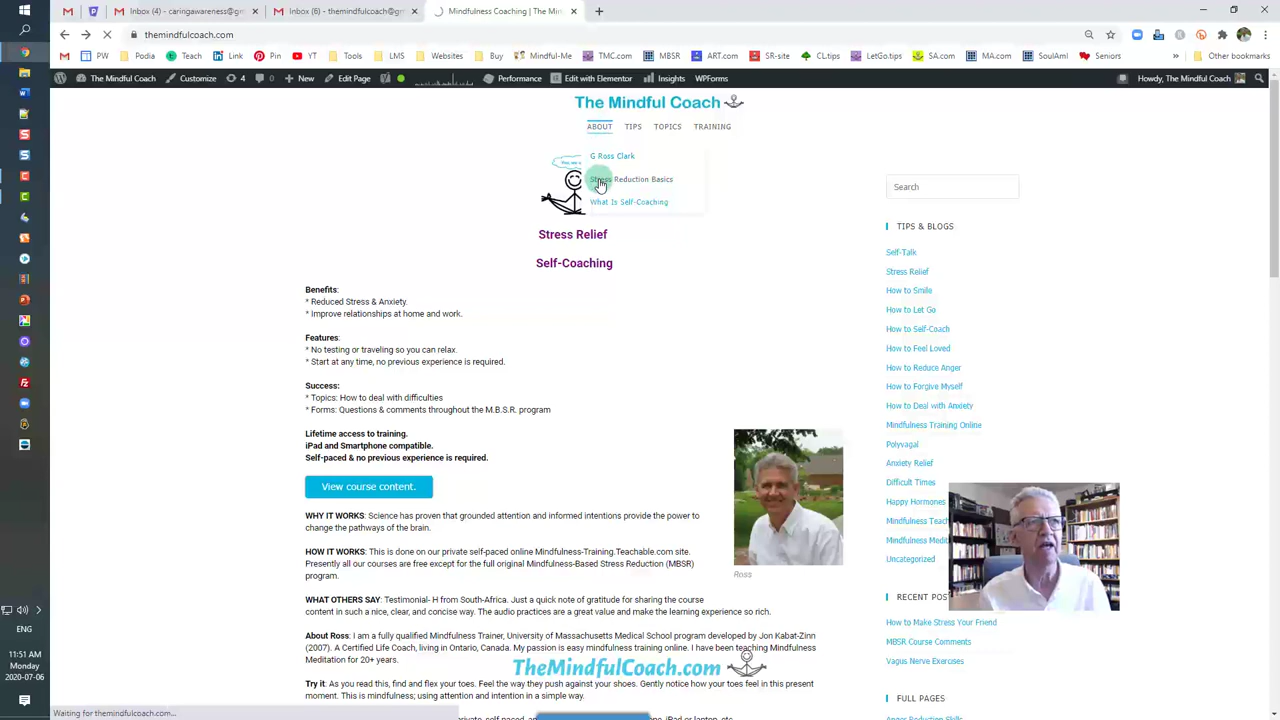 Inbox (4) - caringawareness@gm
Inbox (6) - themindfulcoach@gm
Mindfulness Coaching | The Mind
themindfulcoach.com
PW
Podia
Teach
Link
Pin
YT
Tools
LMS
Websites
Buy
Mindful-Me
TMC.com
MBSR
ART.com
SR-site
CL.tips
LetGo.tips
SA.com
MA.com
SoulAml
Seniors
Other bookmarks
The Mindful Coach
Customize
4
0
New
Edit Page
Performance
Edit with Elementor
Insights
WPForms
Howdy, The Mindful Coach
The Mindful Coach
ABOUT
TIPS
TOPICS
TRAINING
G Ross Clark
Stress Reduction Basics
What Is Self-Coaching
Stress Relief
Self-Coaching
Benefits:
* Reduced Stress & Anxiety.
* Improve relationships at home and work.
Features:
* No testing or traveling so you can relax.
* Start at any time, no previous experience is required.
Success:
* Topics: How to deal with difficulties
* Forms: Questions & comments throughout the M.B.S.R. program
Lifetime access to training.
iPad and Smartphone compatible.
Self-paced & no previous experience is required.
View course content.
WHY IT WORKS: Science has proven that grounded attention and informed intentions provide the power to
change the pathways of the brain.
HOW IT WORKS: This is done on our private self-paced online Mindfulness-Training.Teachable.com site.
Presently all our courses are free except for the full original Mindfulness-Based Stress Reduction (MBSR)
program.
WHAT OTHERS SAY: Testimonial- H from South-Africa. Just a quick note of gratitude for sharing the course
content in such a nice, clear, and concise way. The audio practices are great value and make the learning experience so rich.
About Ross: I am a fully qualified Mindfulness Trainer, University of Massachusetts Medical School program developed by Jon Kabat-Zinn
(2007). A Certified Life Coach, living in Ontario, Canada. My passion is easy mindfulness training online. I have been teaching Mindfulness
Meditation for 20+ years.
Try it: As you read this, find and flex your toes. Feel the way they push against your shoes. Gently notice how your toes feel in this present
moment. This is mindfulness; using attention and intention in a simple way.
Ross
TheMindfulCoach.com
Search
TIPS & BLOGS
Self-Talk
Stress Relief
How to Smile
How to Let Go
How to Self-Coach
How to Feel Loved
How to Reduce Anger
How to Forgive Myself
How to Deal with Anxiety
Mindfulness Training Online
Polyvagal
Anxiety Relief
Difficult Times
Happy Hormones
Mindfulness Teach
Mindfulness Medit
Uncategorized
RECENT POS
How to Make Stress Your Friend
MBSR Course Comments
Vagus Nerve Exercises
FULL PAGES
ENG
11:51 AM
Monday
2020-07-06
Waiting for themindfulcoach.com...